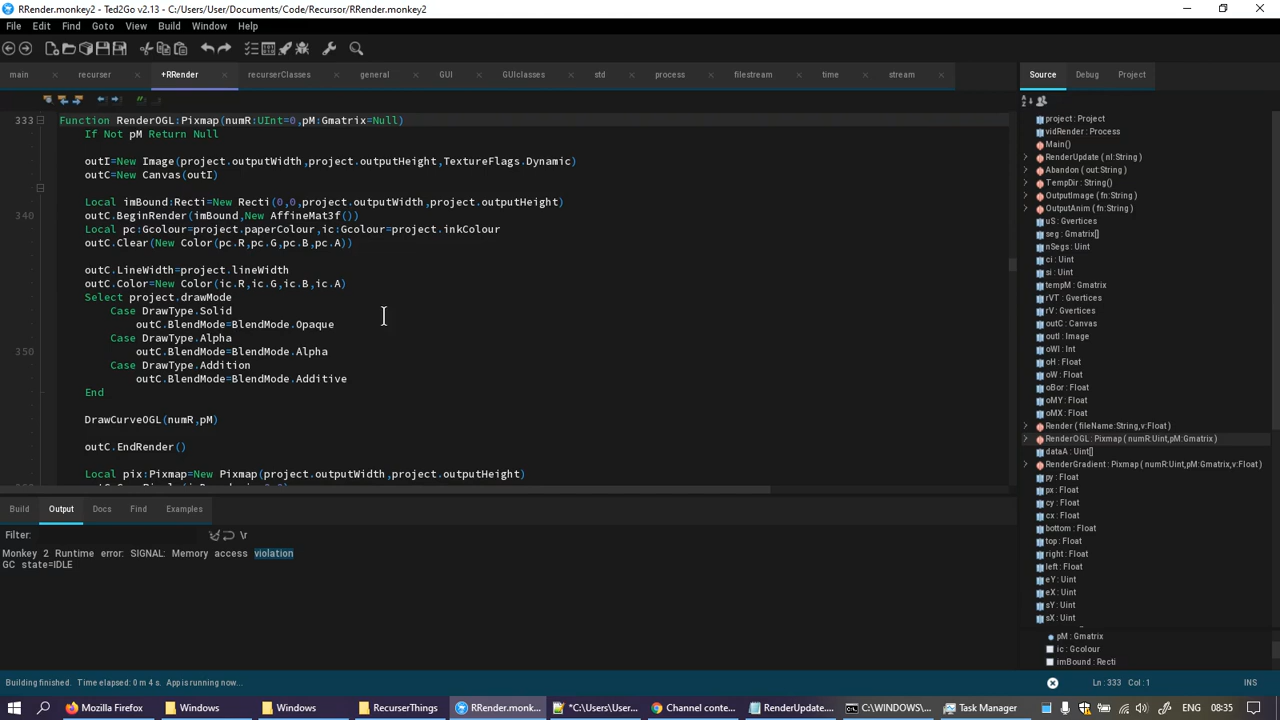 RRender.monkey2 - Ted2Go v2.13 - C:/Users/User/Documents/Code/Recursor/RRender.monkey2
File Edit Find Goto View Build Window Help
main recurser +RRender recurserClasses general GUI GUIclasses std process filestream time stream
Source Debug Project
333 Function RenderOGL:Pixmap(numR:UInt=0,pM:Gmatrix=Null)
If Not pM Return Null
outI=New Image(project.outputWidth,project.outputHeight,TextureFlags.Dynamic)
outC=New Canvas(outI)
Local imBound:Recti=New Recti(0,0,project.outputWidth,project.outputHeight)
340 outC.BeginRender(imBound,New AffineMat3f())
Local pc:Gcolour=project.paperColour,ic:Gcolour=project.inkColour
outC.Clear(New Color(pc.R,pc.G,pc.B,pc.A))
outC.LineWidth=project.lineWidth
outC.Color=New Color(ic.R,ic.G,ic.B,ic.A)
Select project.drawMode
Case DrawType.Solid
outC.BlendMode=BlendMode.Opaque
Case DrawType.Alpha
350 outC.BlendMode=BlendMode.Alpha
Case DrawType.Addition
outC.BlendMode=BlendMode.Additive
End
DrawCurveOGL(numR,pM)
outC.EndRender()
Local pix:Pixmap=New Pixmap(project.outputWidth,project.outputHeight)
project : Project
vidRender : Process
Main()
RenderUpdate ( nl:String )
Abandon ( out:String )
TempDir : String()
OutputImage ( fn:String )
OutputAnim ( fn:String )
uS : Gvertices
seg : Gmatrix[]
nSegs : Uint
ci : Uint
si : Uint
tempM : Gmatrix
rVT : Gvertices
rV : Gvertices
outC : Canvas
outI : Image
oWI : Int
oH : Float
oW : Float
oBor : Float
oMY : Float
oMX : Float
Render ( fileName:String,v:Float )
RenderOGL : Pixmap ( numR:Uint,pM:Gmatrix )
dataA : Uint[]
RenderGradient : Pixmap ( numR:Uint,pM:Gmatrix,v:Float )
py : Float
px : Float
cy : Float
cx : Float
bottom : Float
top : Float
right : Float
left : Float
eY : Uint
eX : Uint
sY : Uint
sX : Uint
pM : Gmatrix
ic : Gcolour
imBound : Recti
Build Output Docs Find Examples
Filter: \r
Monkey 2 Runtime error: SIGNAL: Memory access violation
GC state=IDLE
Building finished. Time elapsed: 0 m 4 s. App is running now... Ln : 333 Col : 1 INS
Mozilla Firefox Windows Windows RecurserThings RRender.monk... *C:\Users\User... Channel conte... RenderUpdate.... C:\WINDOWS\... Task Manager ENG 08:35